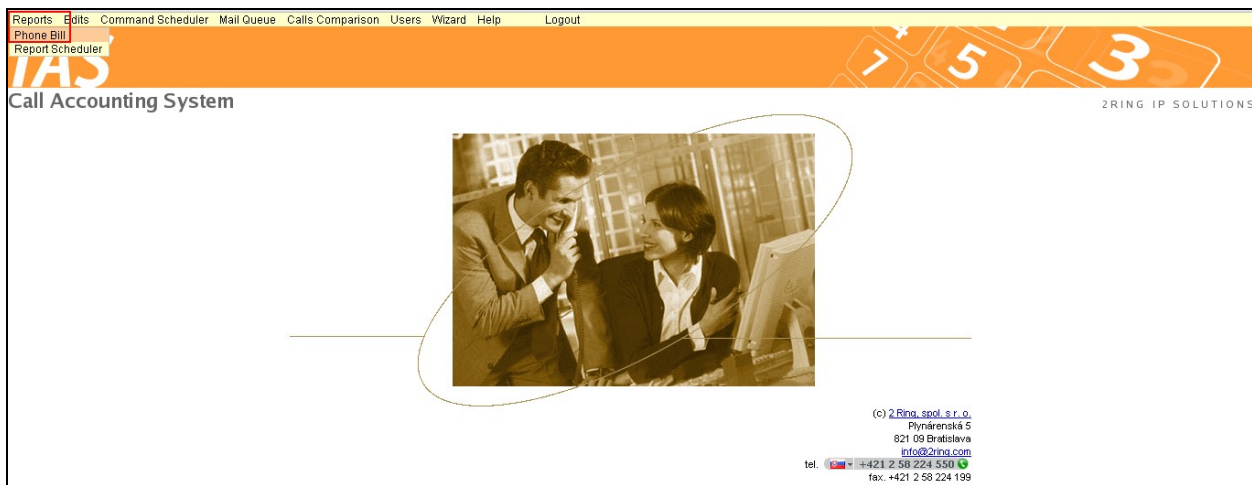 Reports Edits Command Scheduler Mail Queue Calls Comparison Users Wizard Help Logout
Phone Bill
Report Scheduler
TAS
7 5 3
Call Accounting System
2RING IP SOLUTIONS
(c) 2 Ring, spol. s r. o.
Plynárenská 5
821 09 Bratislava
info@2ring.com
tel. +421 2 58 224 550
fax. +421 2 58 224 199